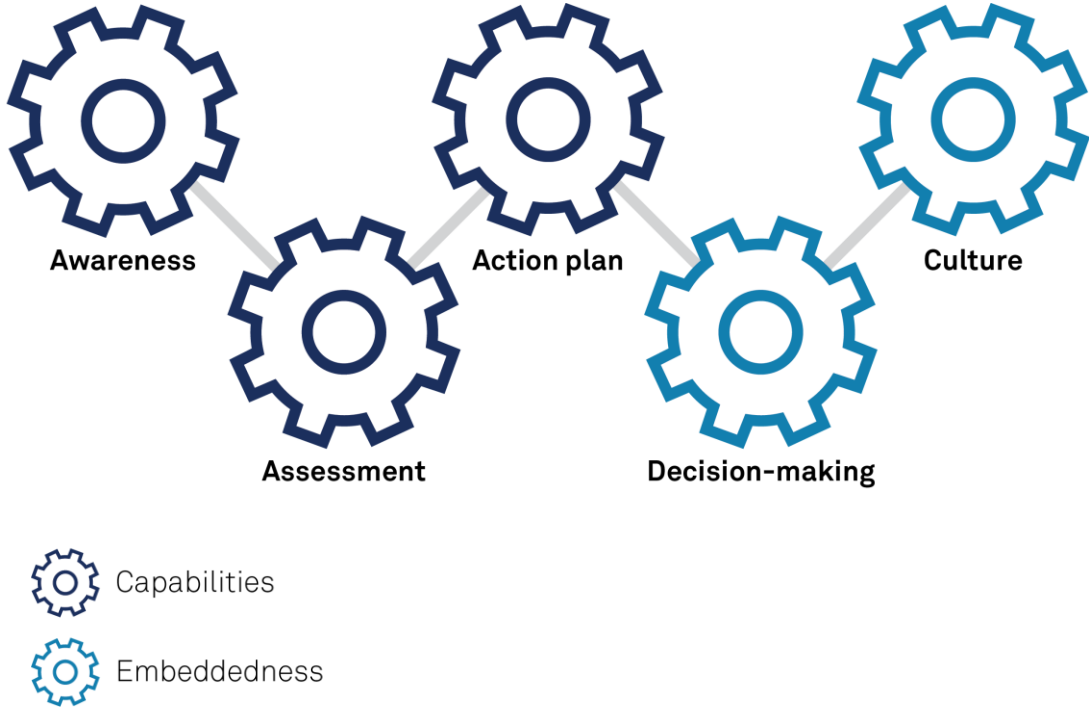 Awareness
Action plan
Culture
Assessment
Decision-making
Capabilities
Embeddedness